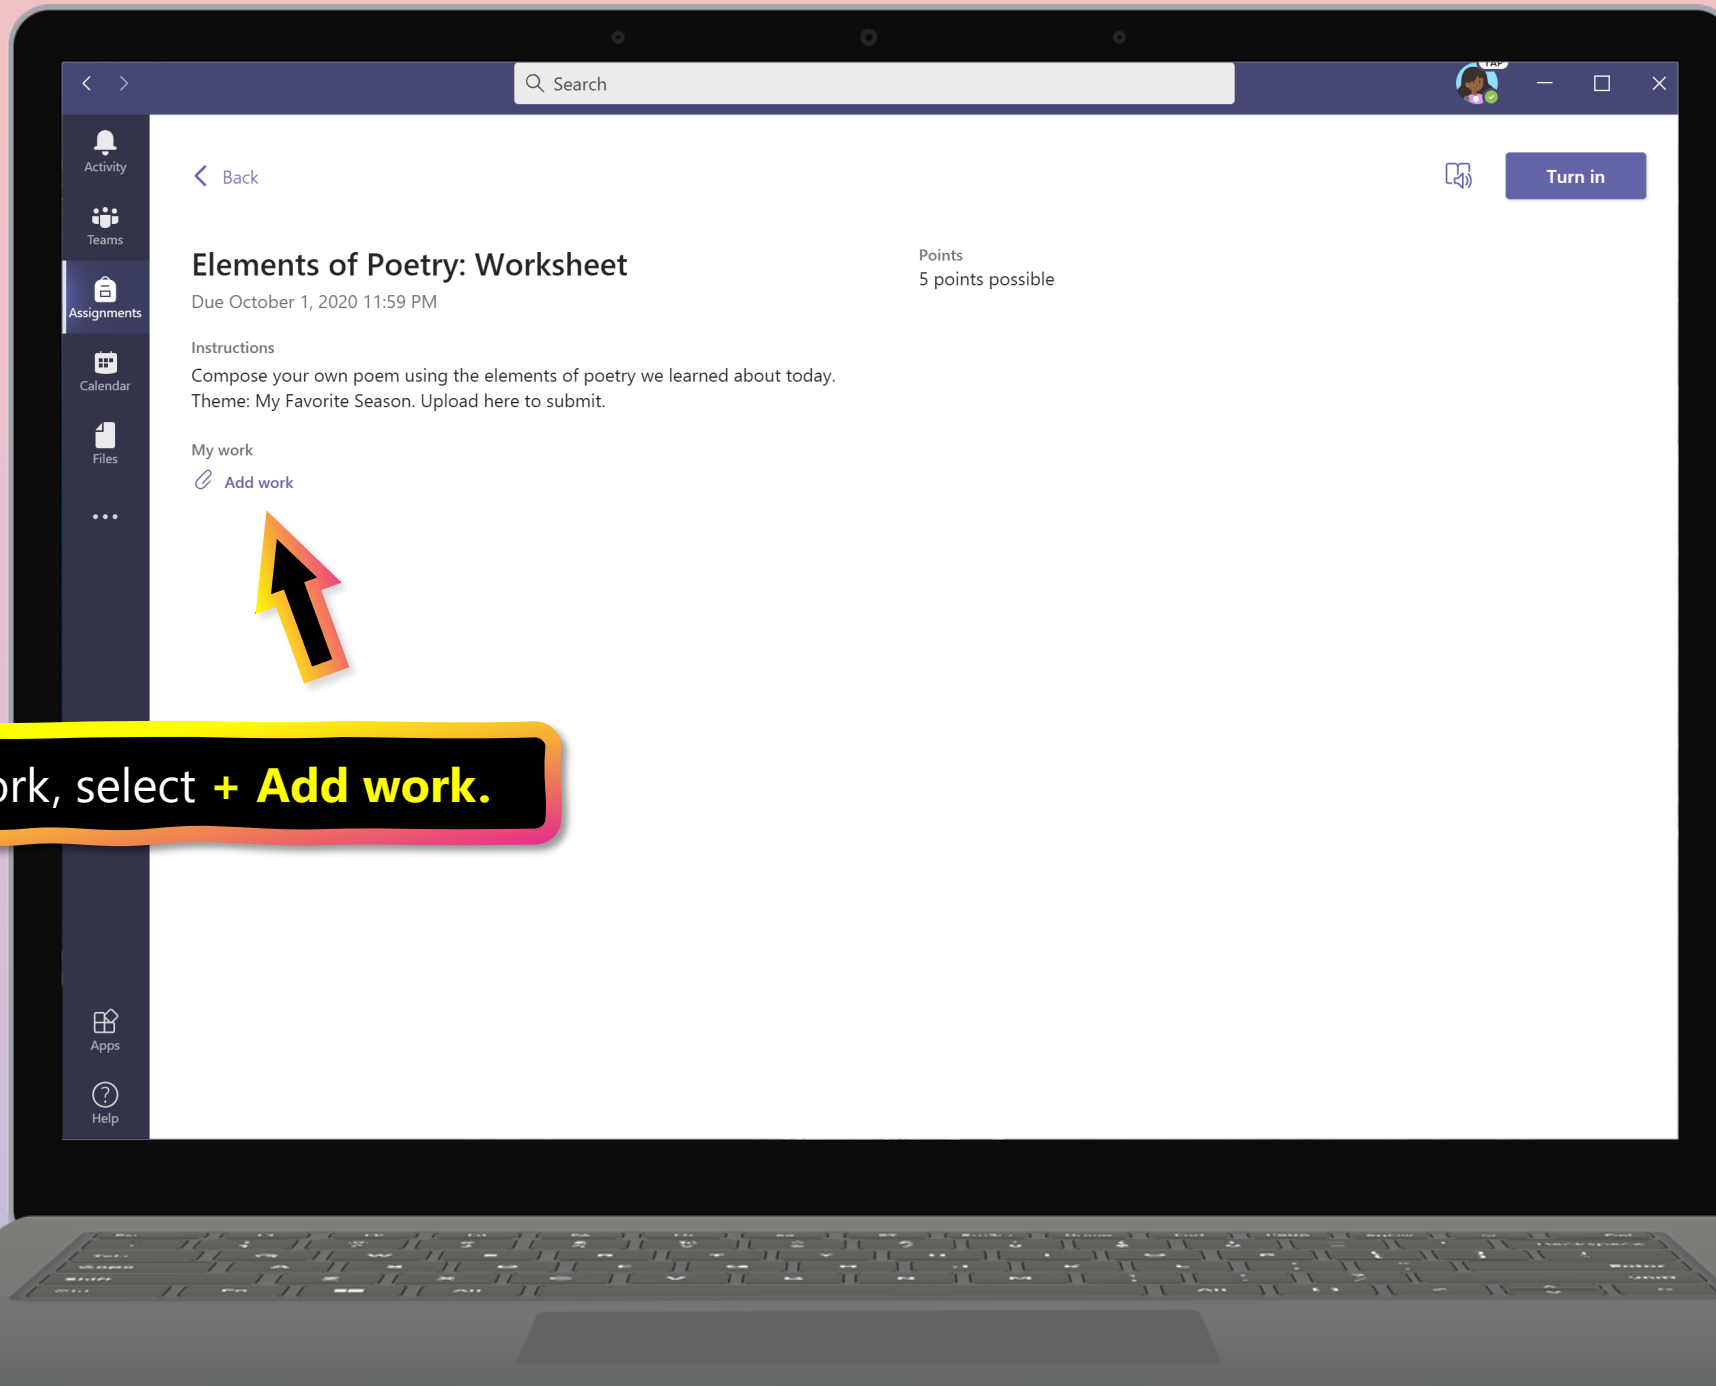 Search
TAP
Activity
Teams
Assignments
Calendar
Files
Apps
Help
Back
Turn in
Elements of Poetry: Worksheet
Due October 1, 2020 11:59 PM
Points
5 points possible
Instructions
Compose your own poem using the elements of poetry we learned about today.
Theme: My Favorite Season. Upload here to submit.
My work
Add work
select + Add work.